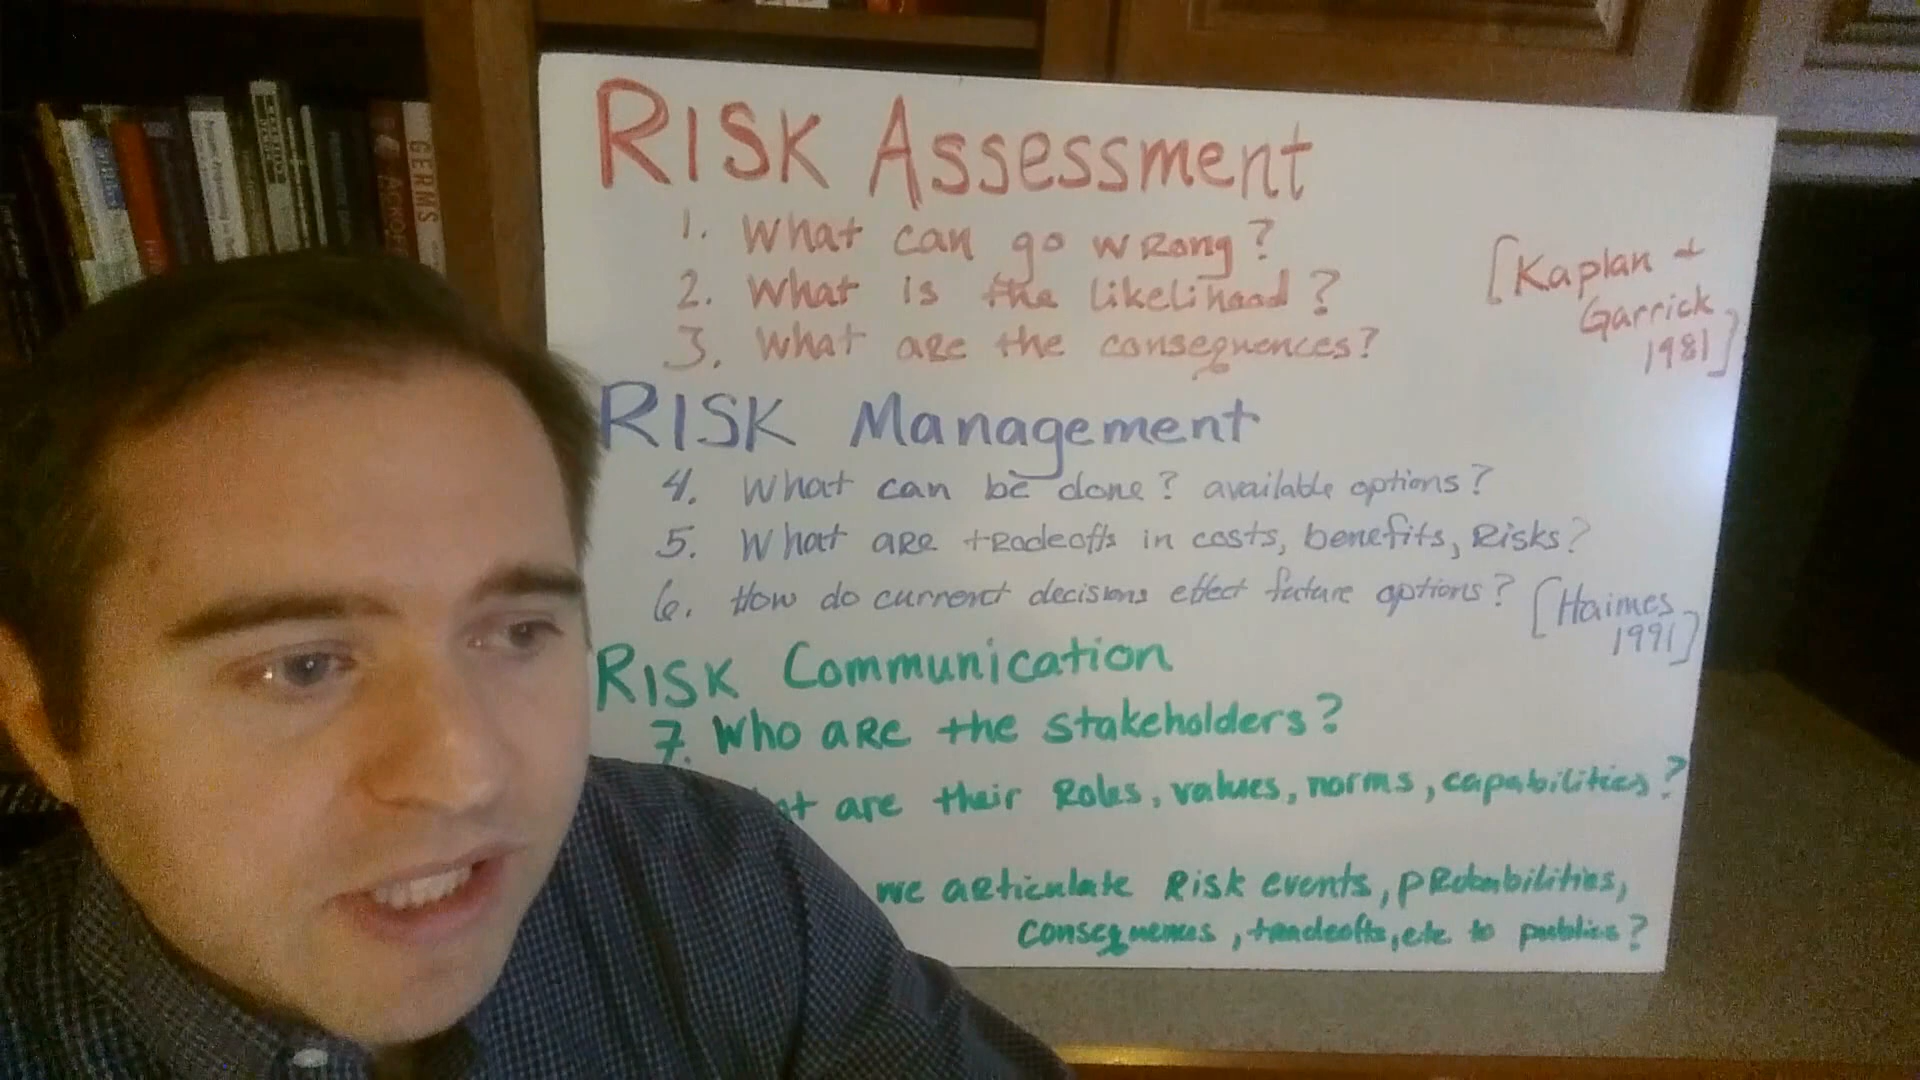 RISK Assessment
1. What can go wrong?
2. What is the likelihood?
3. What are the consequences?
[Kaplan +
Garrick
1981]
RISK Management
4. What can be done? available options?
5. What are tradeoffs in costs, benefits, Risks?
6. How do current decisions effect future options?
[Haimes
1991]
RISK Communication
7. Who are the stakeholders?
at are their Roles, values, norms, capabilities?
we articulate Risk events, probabilities,
consequences, tradeoffs, etc to publics?
GERMS